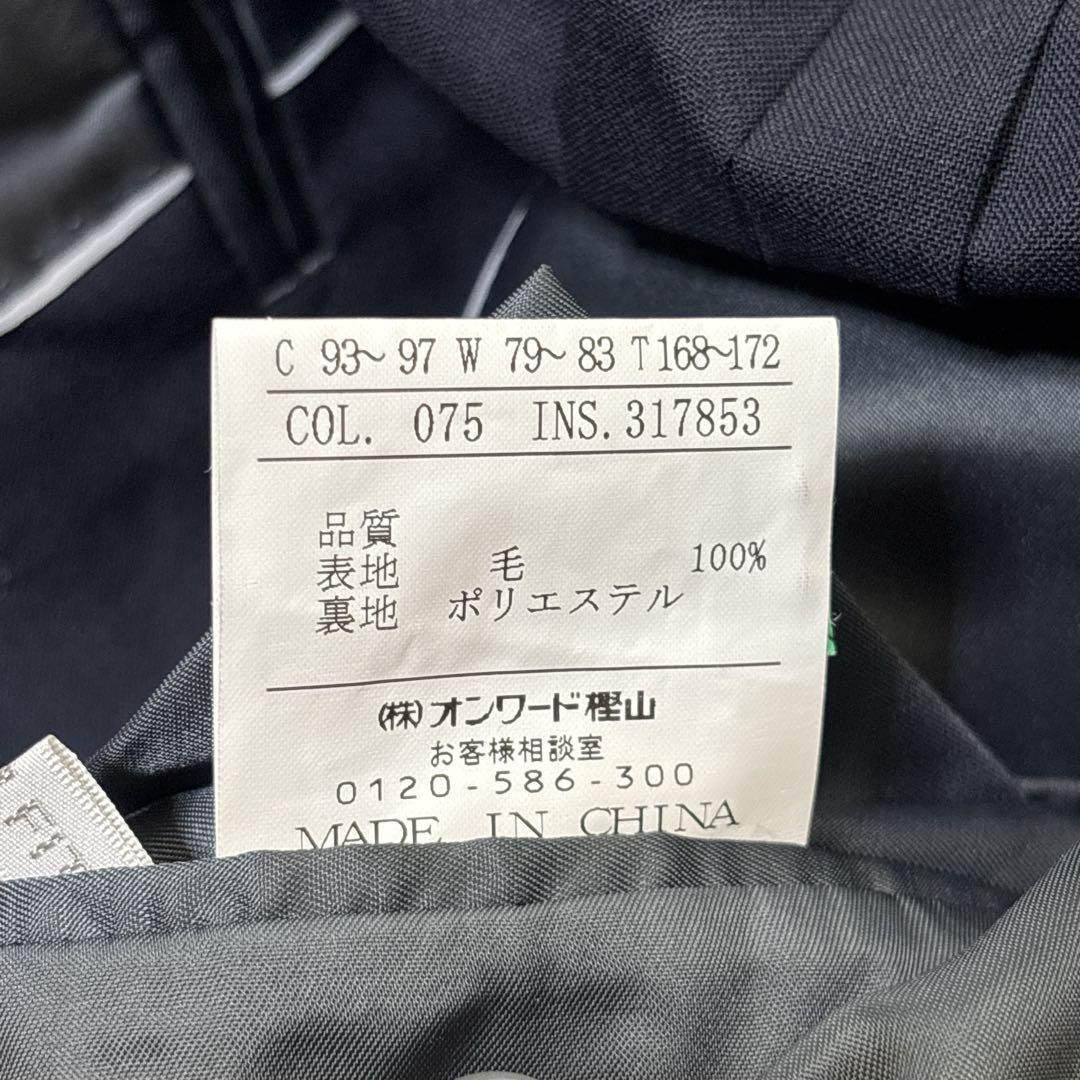 C 93～97 W 79～83 T168～172
COL. 075 INS.317853
品質
表地 毛 100%
裏地 ポリエステル
(株)オンワード樫山
お客様相談室
0120-586-300
MADE IN CHINA